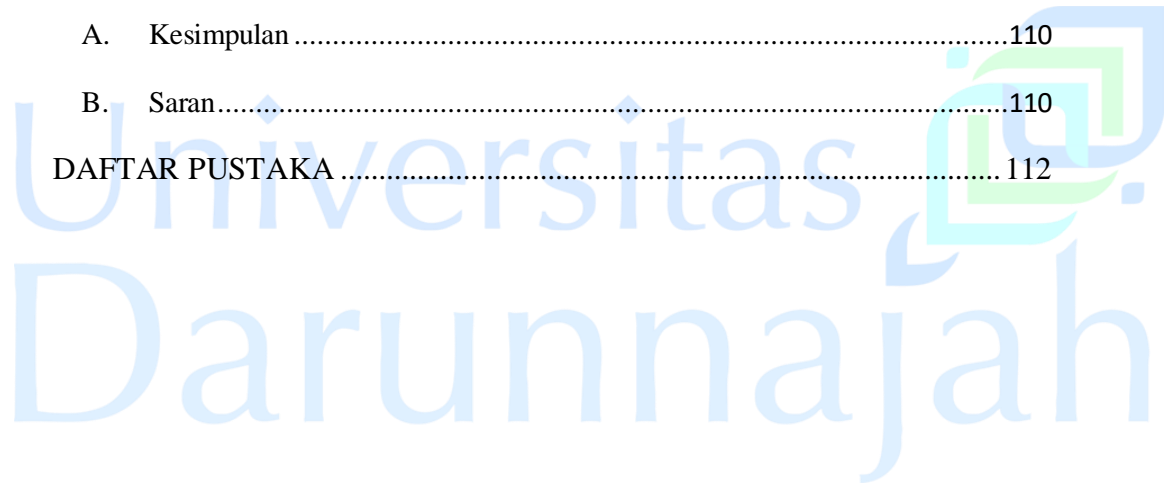 A. Kesimpulan ........................................................................................110
B. Saran..................................................................................................110
DAFTAR PUSTAKA ................................................................................. 112
Universitas
Darunnajah